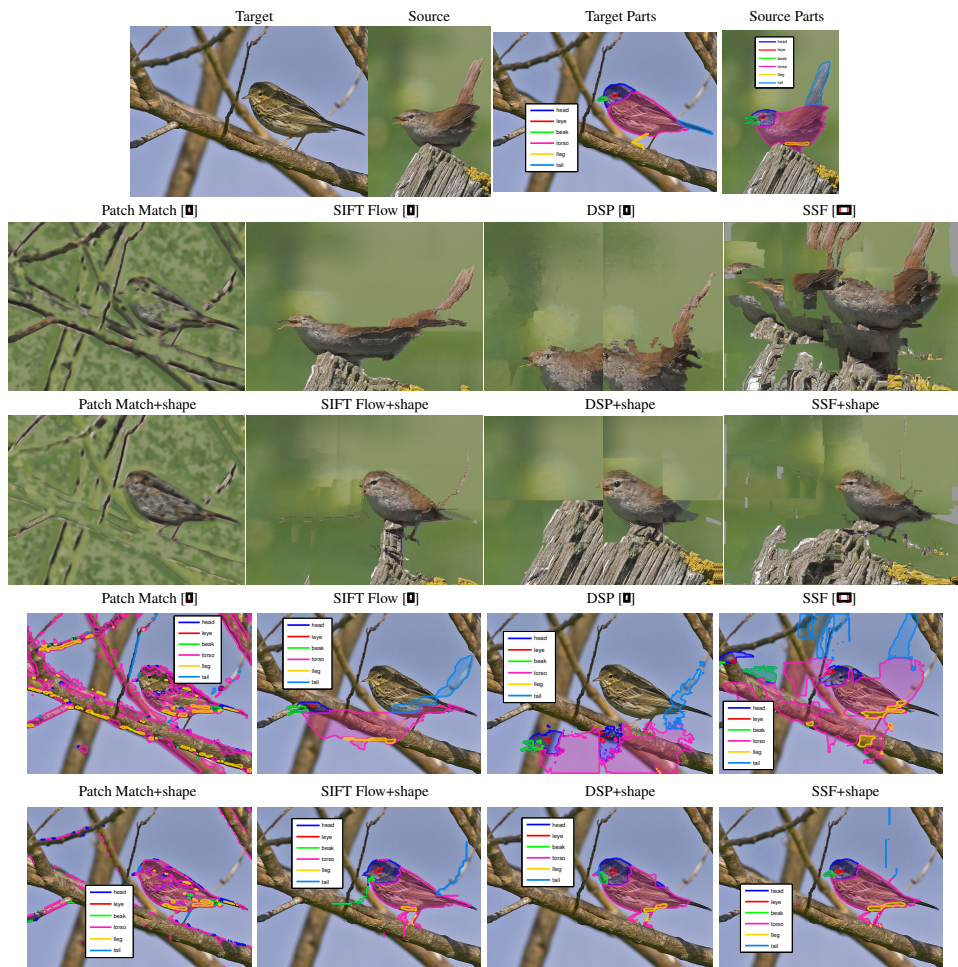 Target Source Target Parts Source Parts
head
leye
beak
torso
lleg
tail
head
leye
beak
torso
lleg
tail
Patch Match [] SIFT Flow [] DSP [] SSF []
Patch Match+shape SIFT Flow+shape DSP+shape SSF+shape
Patch Match [] SIFT Flow [] DSP [] SSF []
head
leye
beak
torso
lleg
tail
head
leye
beak
torso
lleg
tail
head
leye
beak
torso
lleg
tail
head
leye
beak
torso
lleg
tail
Patch Match+shape SIFT Flow+shape DSP+shape SSF+shape
head
leye
beak
torso
lleg
tail
head
leye
beak
torso
lleg
tail
head
leye
beak
torso
lleg
tail
head
leye
beak
torso
lleg
tail